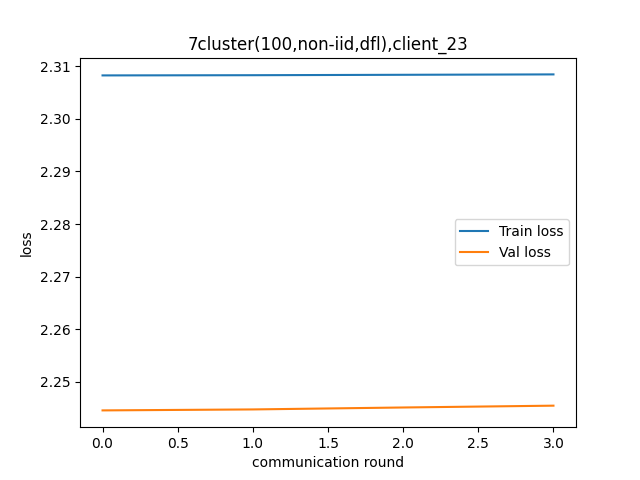 7cluster(100,non-iid,dfl),client_23
2.31
2.30
2.29
2.28
2.27
2.26
2.25
loss
Train loss
Val loss
0.0 0.5 1.0 1.5 2.0 2.5 3.0
communication round